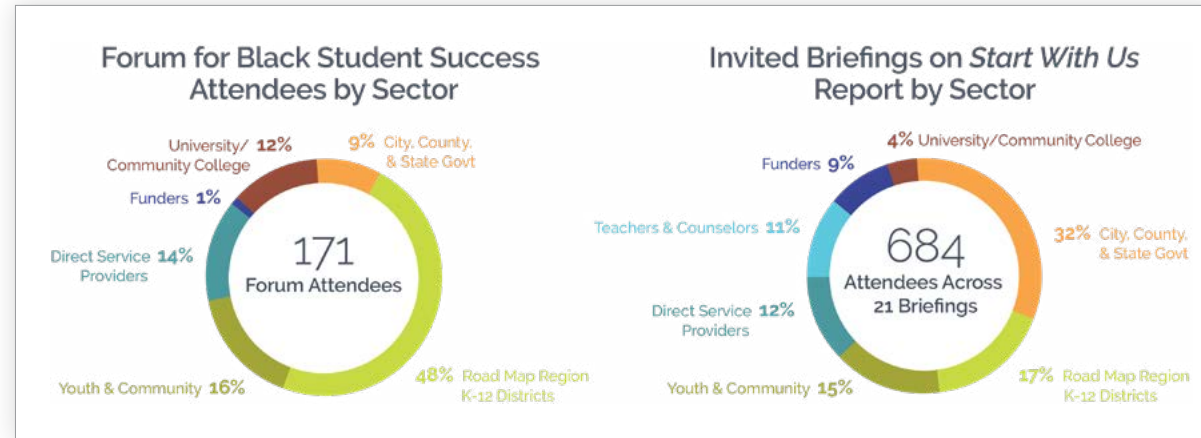 Forum for Black Student Success
Attendees by Sector
University/ 12%
Community College
9% City, County,
& State Govt
Funders 1%
Direct Service 14%
Providers
171
Forum Attendees
Youth & Community 16%
48% Road Map Region
K-12 Districts
Invited Briefings on Start With Us
Report by Sector
4% University/Community College
Funders 9%
Teachers & Counselors 11%
32% City, County,
& State Govt
684
Attendees Across
21 Briefings
Direct Service 12%
Providers
Youth & Community 15%
17% Road Map Region
K-12 Districts